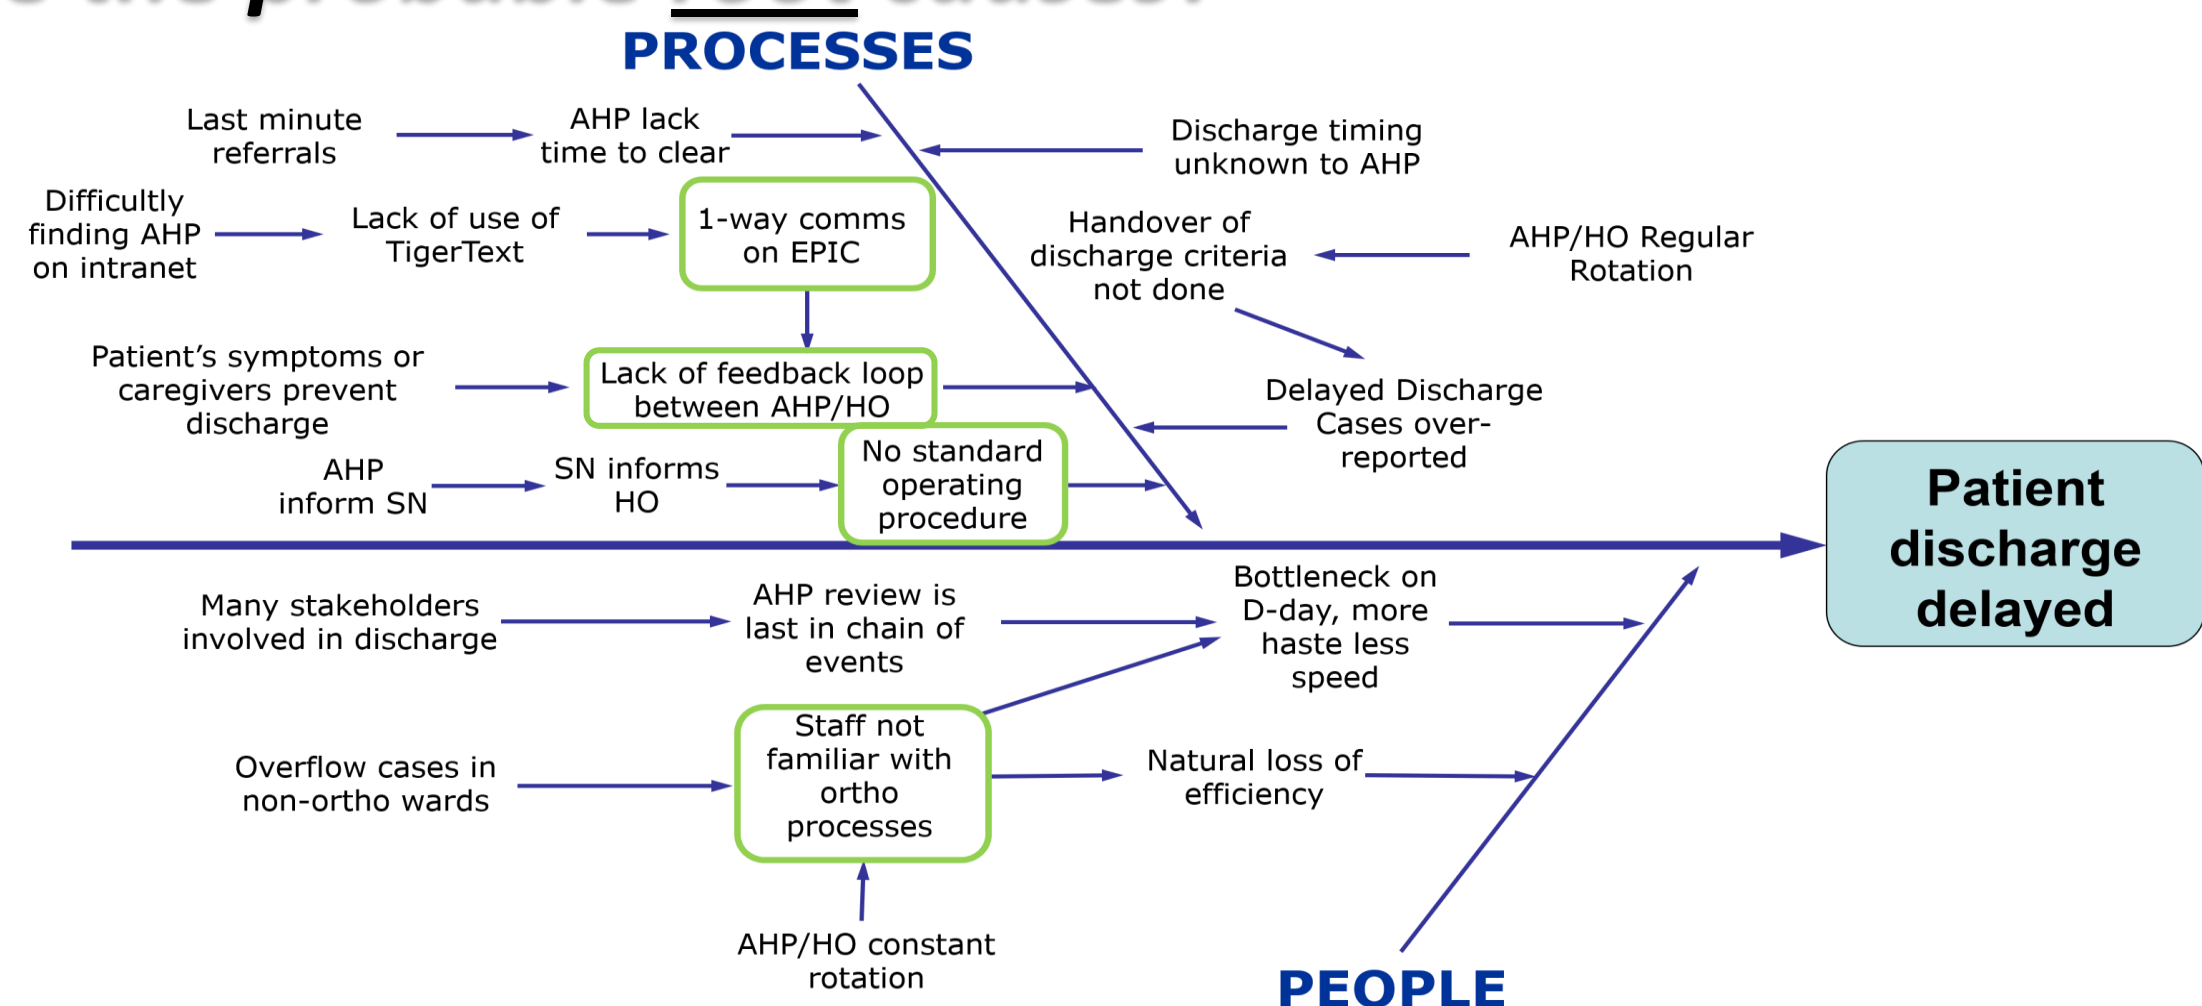 the probable root causes?
PROCESSES
Last minute
referrals
AHP lack
time to clear
Discharge timing
unknown to AHP
Difficultly
finding AHP
on intranet
Lack of use of
TigerText
1-way comms
on EPIC
Handover of
discharge criteria
not done
AHP/HO Regular
Rotation
Patient’s symptoms or
caregivers prevent
discharge
Lack of feedback loop
between AHP/HO
Delayed Discharge
Cases over-
reported
AHP
inform SN
SN informs
HO
No standard
operating
procedure
Patient
discharge
delayed
Many stakeholders
involved in discharge
AHP review is
last in chain of
events
Bottleneck on
D-day, more
haste less
speed
Overflow cases in
non-ortho wards
Staff not
familiar with
ortho
processes
Natural loss of
efficiency
AHP/HO constant
rotation
PEOPLE